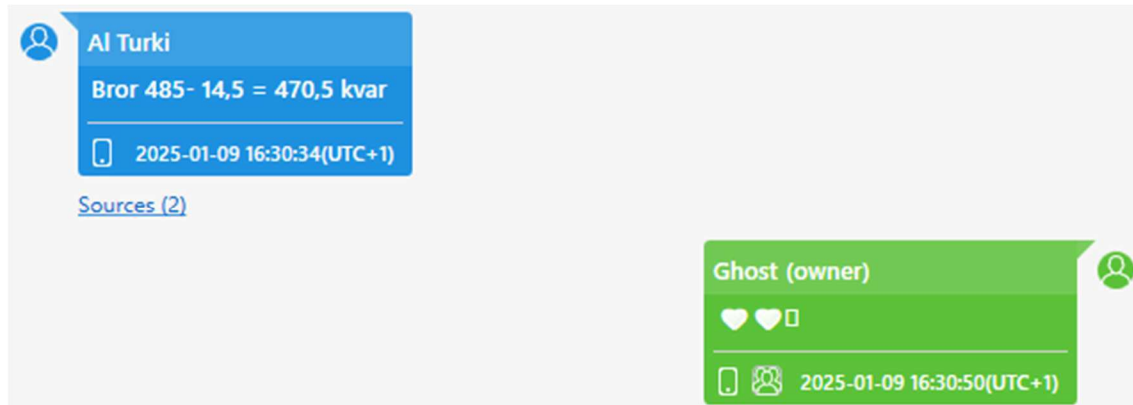 Al Turki
Bror 485- 14,5 = 470,5 kvar
2025-01-09 16:30:34(UTC+1)
Sources (2)
Ghost (owner)
2025-01-09 16:30:50(UTC+1)